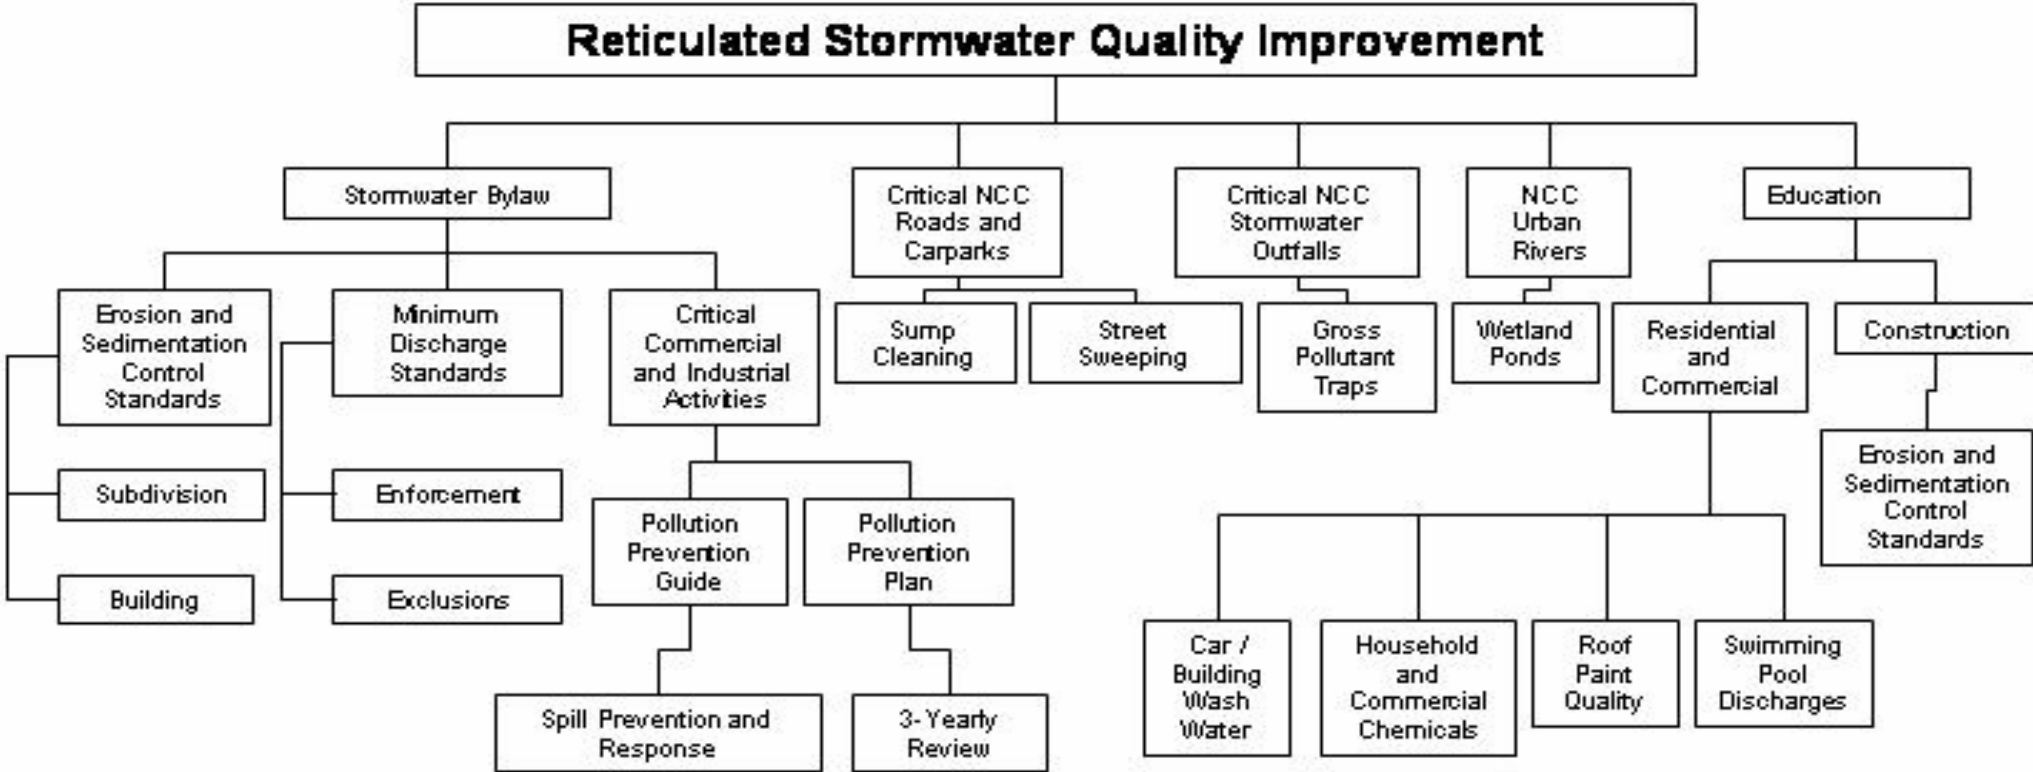 Reticulated Stormwater Quality Improvement
Stormwater Bylaw
Critical NCC
Roads and
Carparks
Critical NCC
Stormwater
Outfalls
NCC
Urban
Rivers
Education
Erosion and
Sedimentation
Control
Standards
Minimum
Discharge
Standards
Critical
Commercial
and Industrial
Activities
Sump
Cleaning
Street
Sweeping
Gross
Pollutant
Traps
Wetland
Ponds
Residential
and
Commercial
Construction
Subdivision
Enforcement
Pollution
Prevention
Guide
Pollution
Prevention
Plan
Erosion and
Sedimentation
Control
Standards
Building
Exclusions
Spill Prevention and
Response
3-Yearly
Review
Car /
Building
Wash
Water
Household
and
Commercial
Chemicals
Roof
Paint
Quality
Swimming
Pool
Discharges